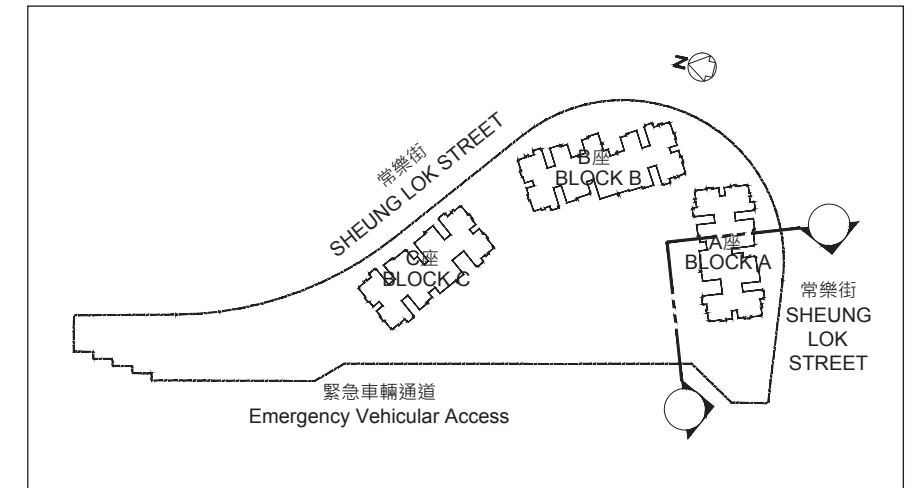 N
常樂街
SHEUNG LOK STREET
B座
BLOCK B
A座
BLOCK A
C座
BLOCK C
常樂街
SHEUNG
LOK
STREET
緊急車輛通道
Emergency Vehicular Access